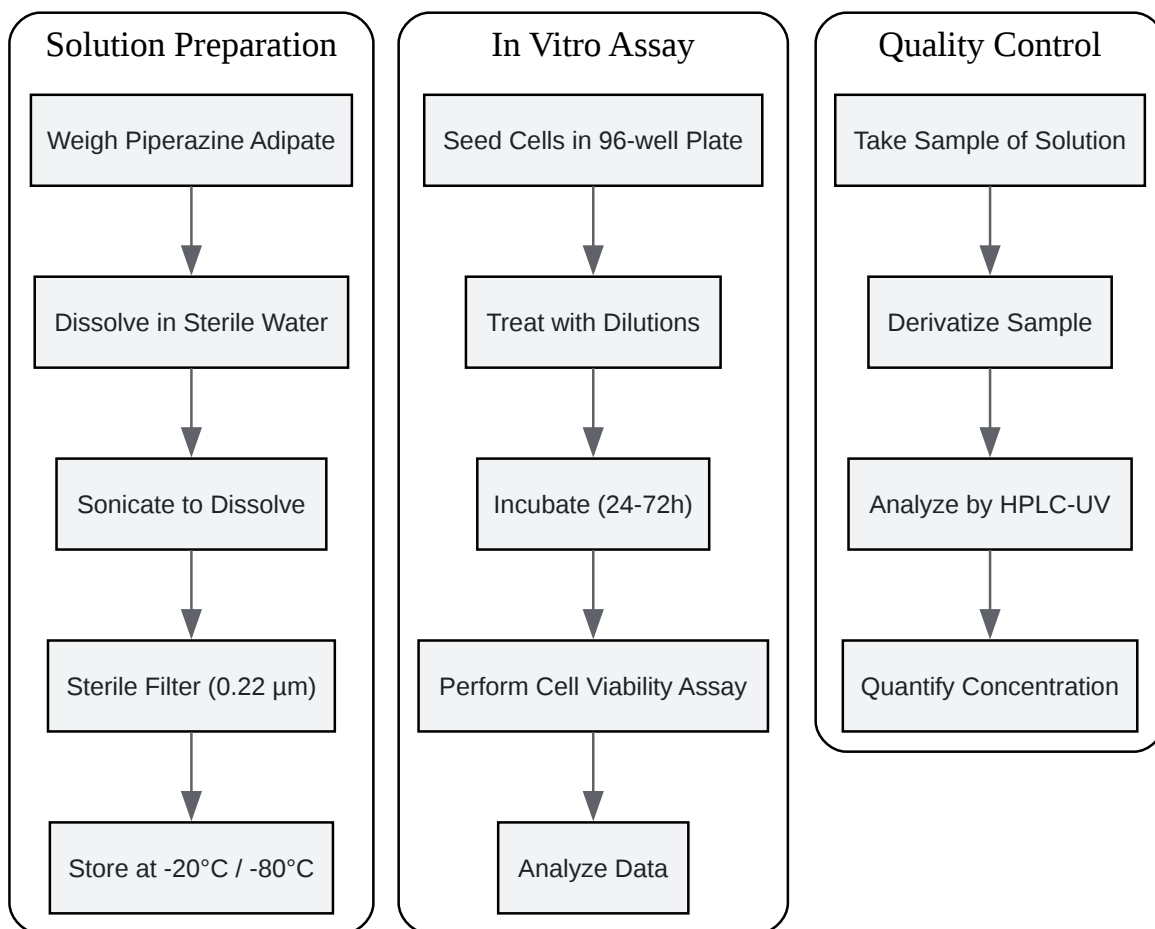 Solution Preparation
Weigh Piperazine Adipate
Dissolve in Sterile Water
Sonicate to Dissolve
Sterile Filter (0.22 µm)
Store at -20°C / -80°C
In Vitro Assay
Seed Cells in 96-well Plate
Treat with Dilutions
Incubate (24-72h)
Perform Cell Viability Assay
Analyze Data
Quality Control
Take Sample of Solution
Derivatize Sample
Analyze by HPLC-UV
Quantify Concentration